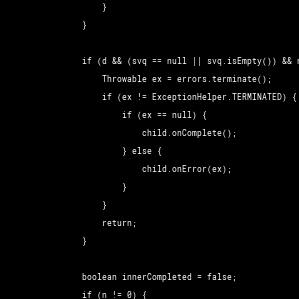 }
}
if (d && (svq == null || svq.isEmpty()) &&
Throwable ex = errors.terminate();
if (ex != ExceptionHelper.TERMINATED) {
if (ex == null) {
child.onComplete();
} else {
child.onError(ex);
}
}
return;
}
boolean innerCompleted = false;
if (n != 0) {